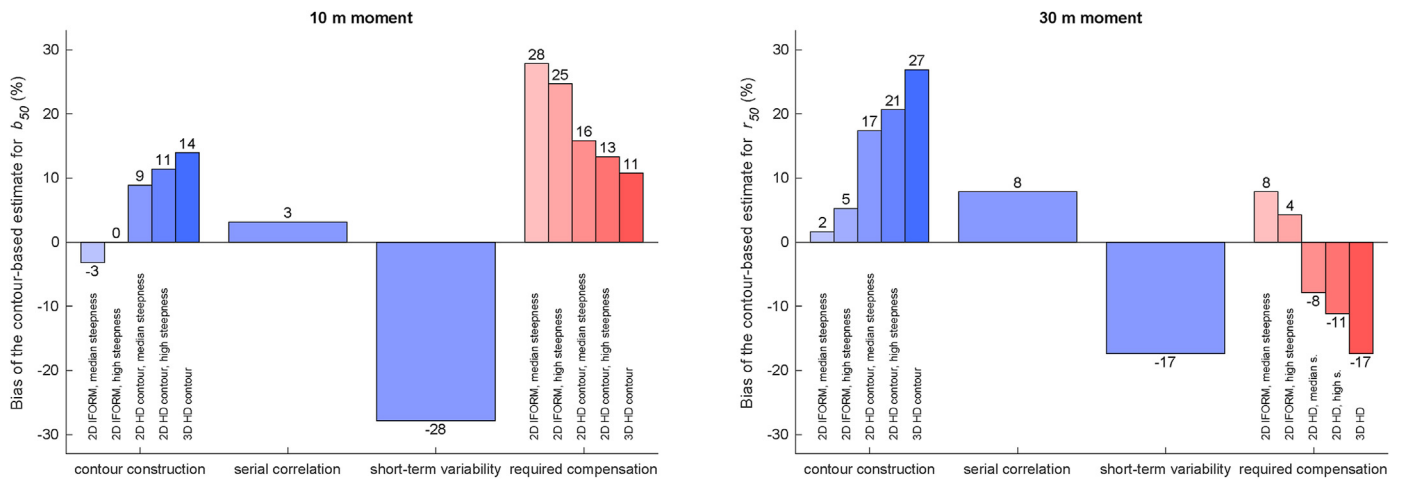 10 m moment
Bias of the contour-based estimate for b50 (%)
30
20
10
0
-10
-20
-30
-3
0
9
11
14
3
-28
28
25
16
13
11
2D IFORM, median steepness
2D IFORM, high steepness
2D HD contour, median steepness
2D HD contour, high steepness
3D HD contour
2D IFORM, median steepness
2D IFORM, high steepness
2D HD contour, median steepness
2D HD contour, high steepness
3D HD contour
contour construction
serial correlation
short-term variability
required compensation
30 m moment
Bias of the contour-based estimate for r50 (%)
30
20
10
0
-10
-20
-30
2
5
17
21
27
8
-17
8
4
-8
-11
-17
2D IFORM, median steepness
2D IFORM, high steepness
2D HD contour, median steepness
2D HD contour, high steepness
3D HD contour
2D IFORM, median steepness
2D IFORM, high steepness
2D HD, median s.
2D HD, high s.
3D HD
contour construction
serial correlation
short-term variability
required compensation